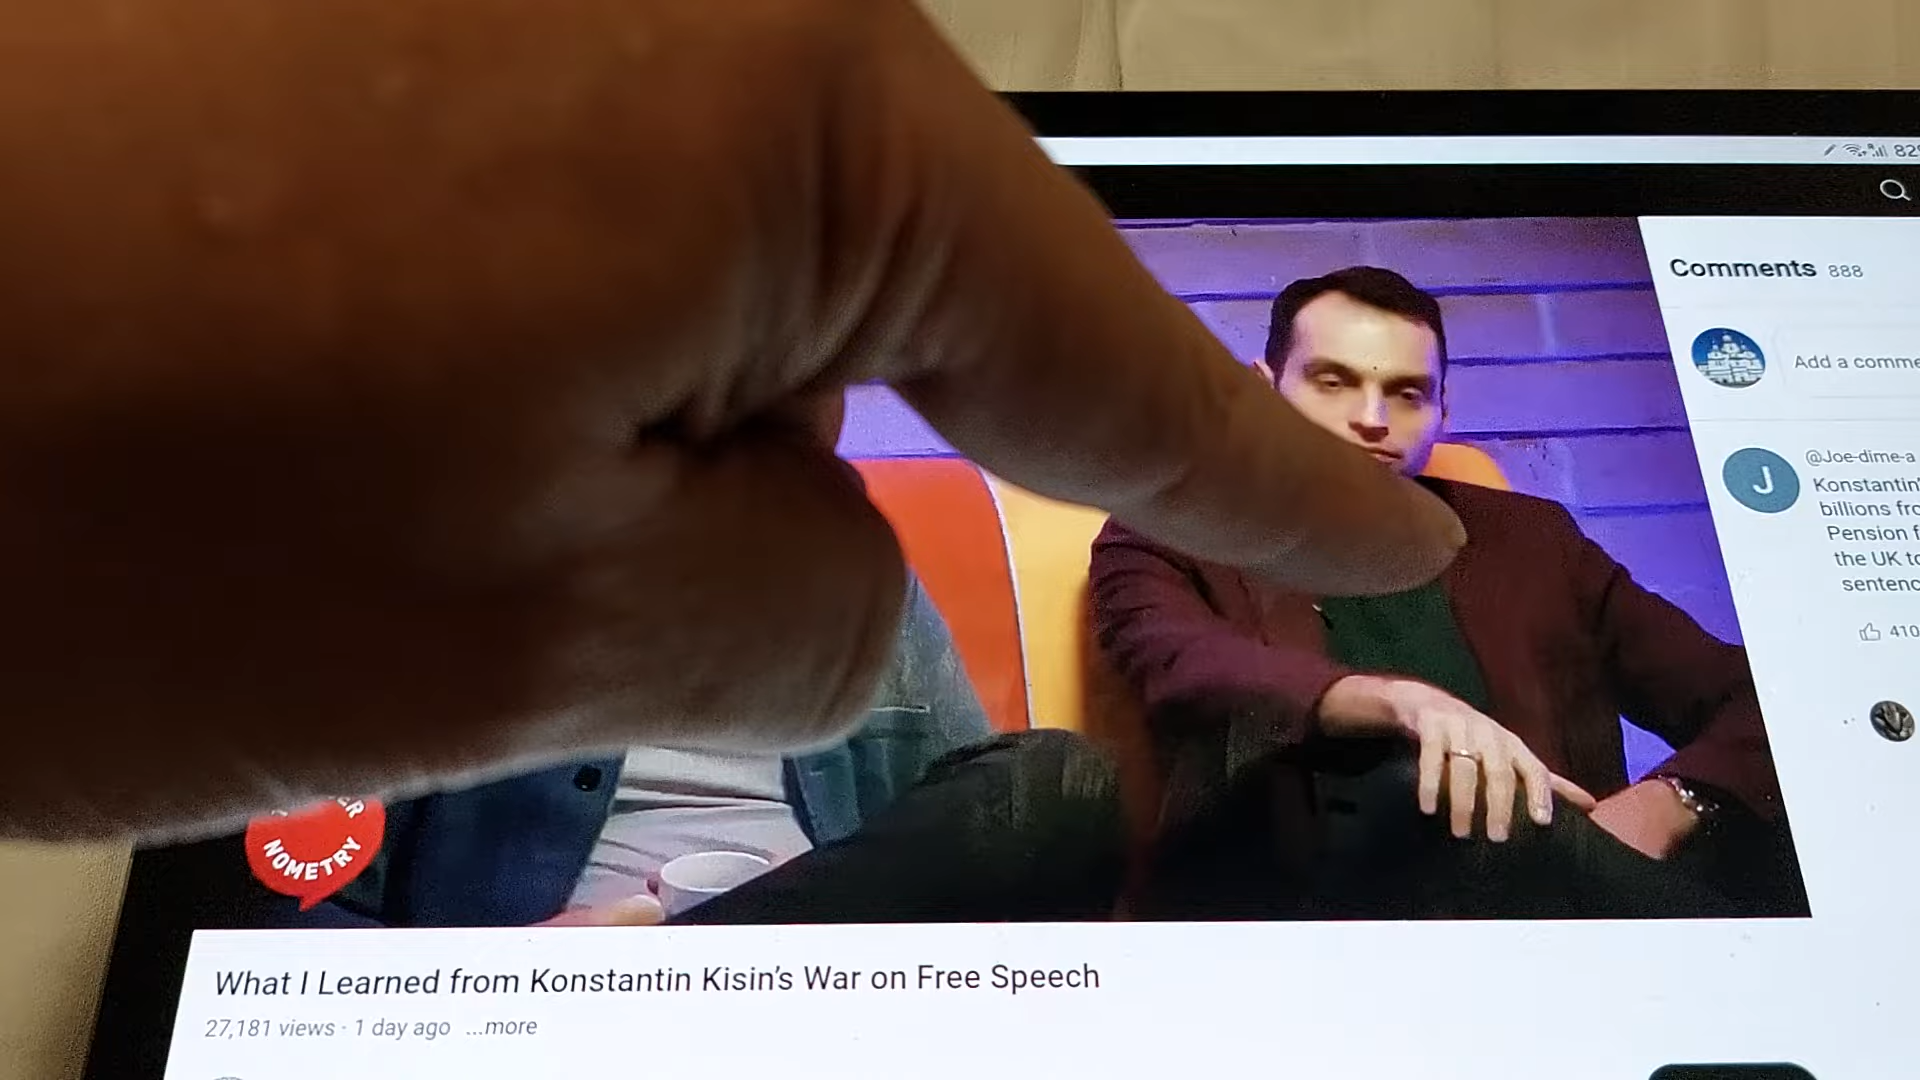 82
Comments 888
Add a comme
@Joe-dime-a
J
Konstantin'
billions fro
Pension f
the UK to
sentenc
410
NOMETRY
What I Learned from Konstantin Kisin's War on Free Speech
27,181 views · 1 day ago ...more